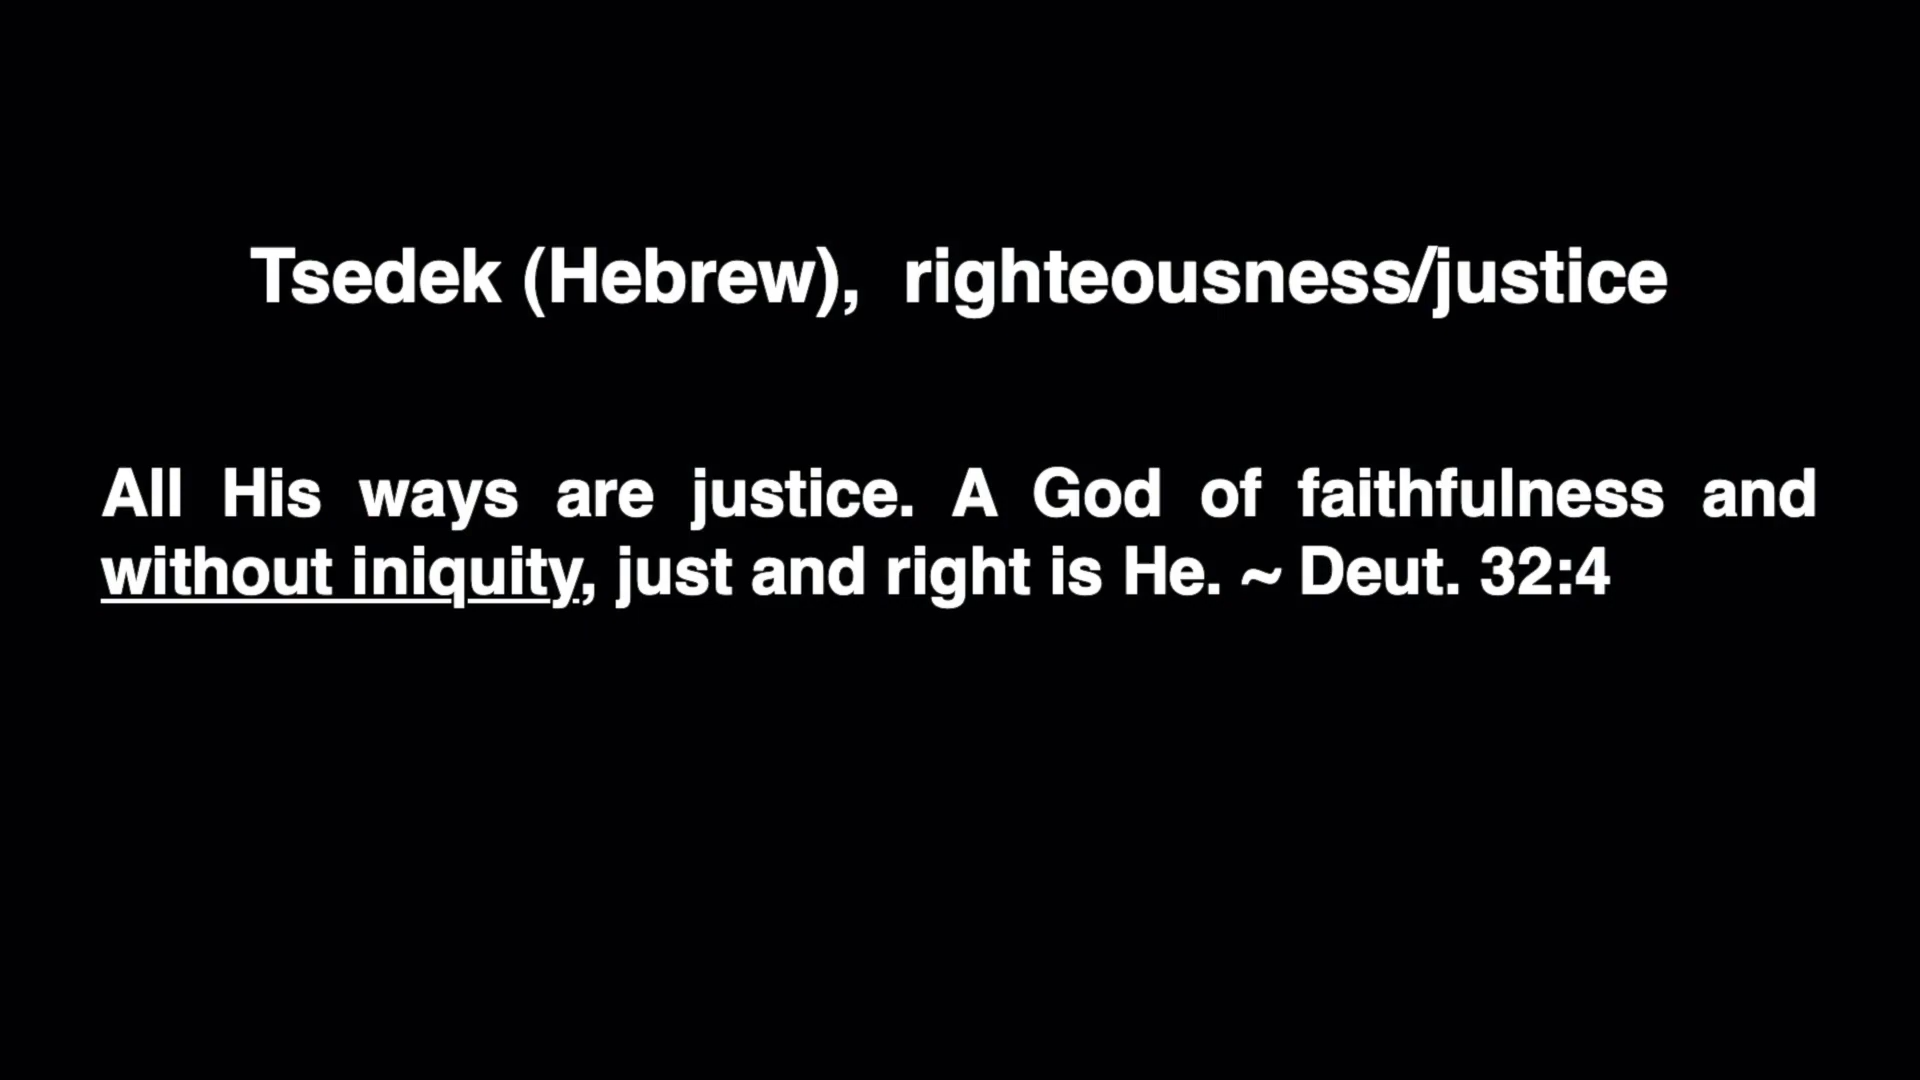 Tsedek (Hebrew), righteousness/justice
All His ways are justice. A God of faithfulness and
without iniquity, just and right is He. ~ Deut. 32:4